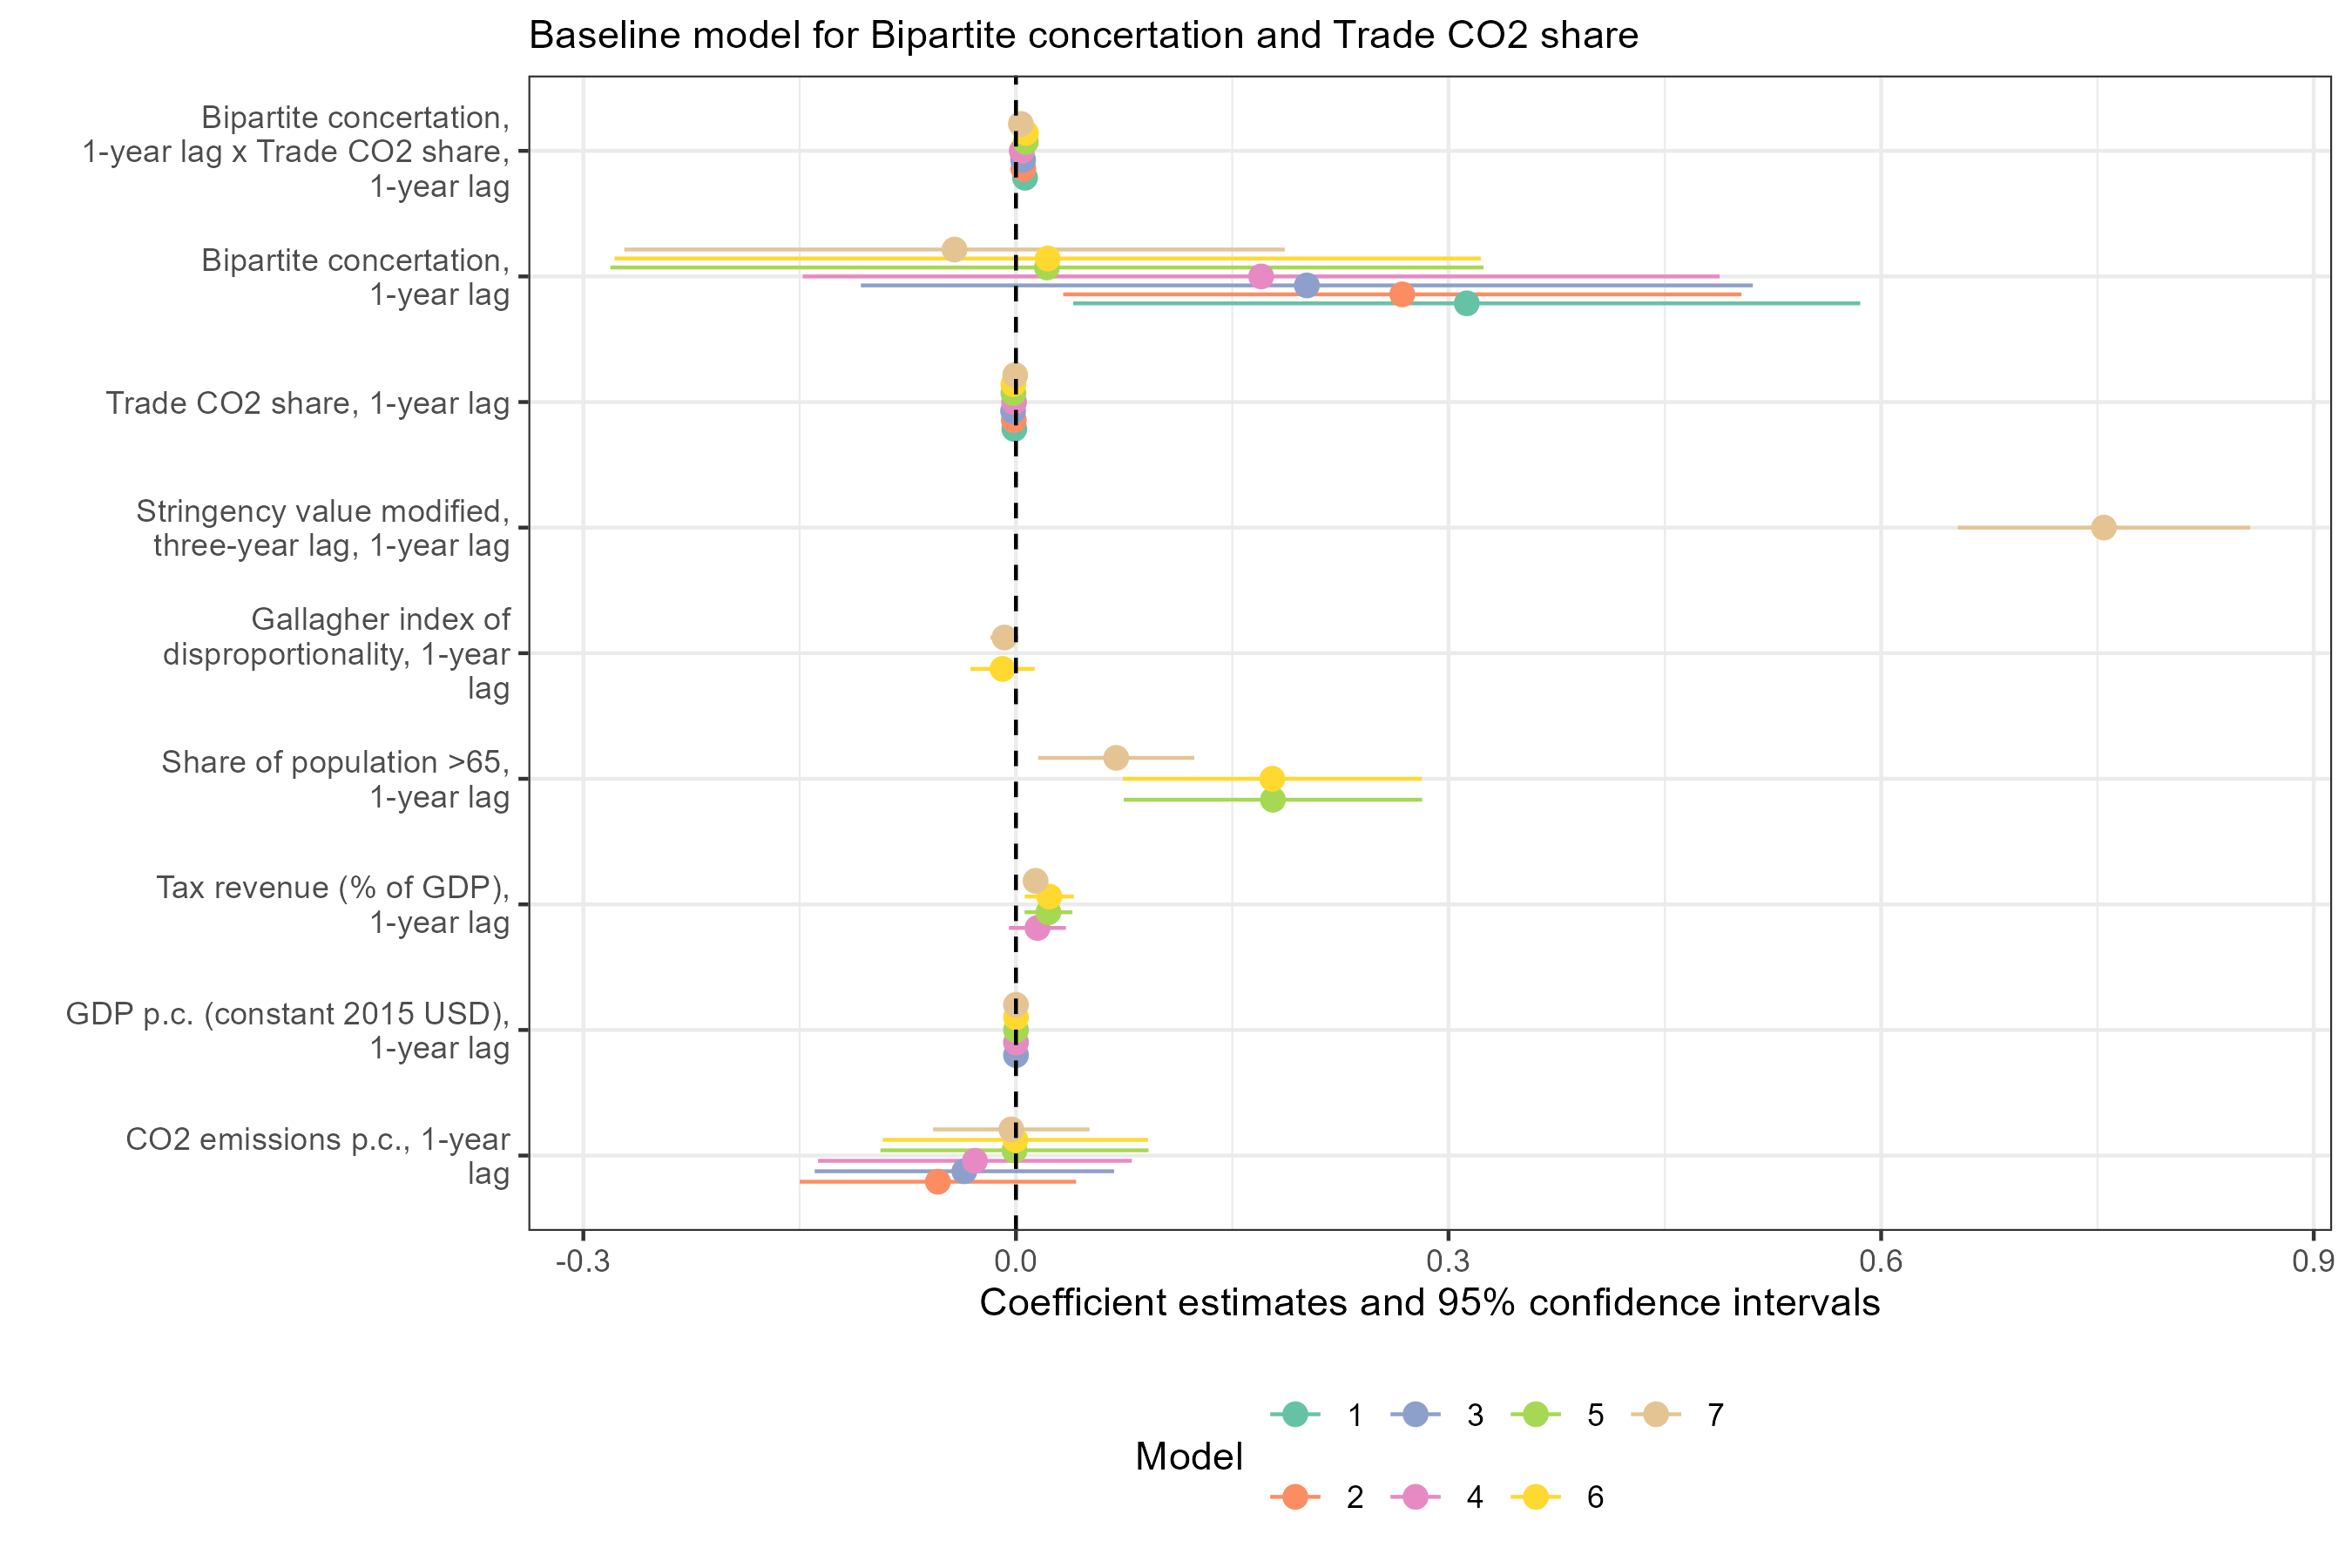 Baseline model for Bipartite concertation and Trade CO2 share
Bipartite concertation,
1-year lag x Trade CO2 share,
1-year lag
Bipartite concertation,
1-year lag
Trade CO2 share, 1-year lag
Stringency value modified,
three-year lag, 1-year lag
Gallagher index of
disproportionality, 1-year
lag
Share of population >65,
1-year lag
Tax revenue (% of GDP),
1-year lag
GDP p.c. (constant 2015 USD),
1-year lag
CO2 emissions p.c., 1-year
lag
-0.3 0.0 0.3 0.6 0.9
Coefficient estimates and 95% confidence intervals
Model
1 3 5 7
2 4 6